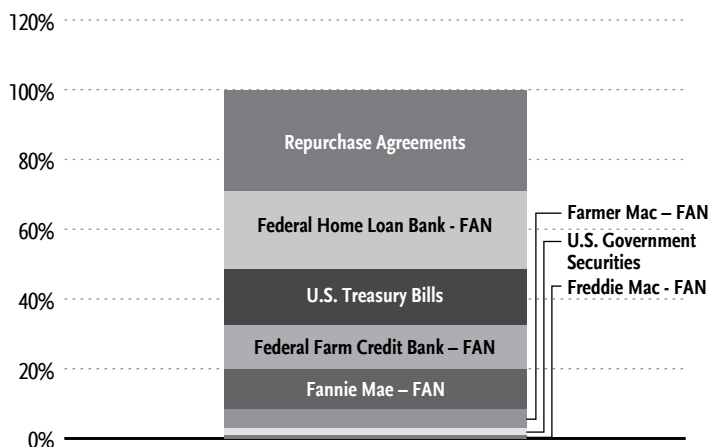 120%
100%
80%
60%
40%
20%
0%
Repurchase Agreements
Federal Home Loan Bank - FAN
U.S. Treasury Bills
Federal Farm Credit Bank – FAN
Fannie Mae – FAN
Farmer Mac – FAN
U.S. Government
Securities
Freddie Mac - FAN